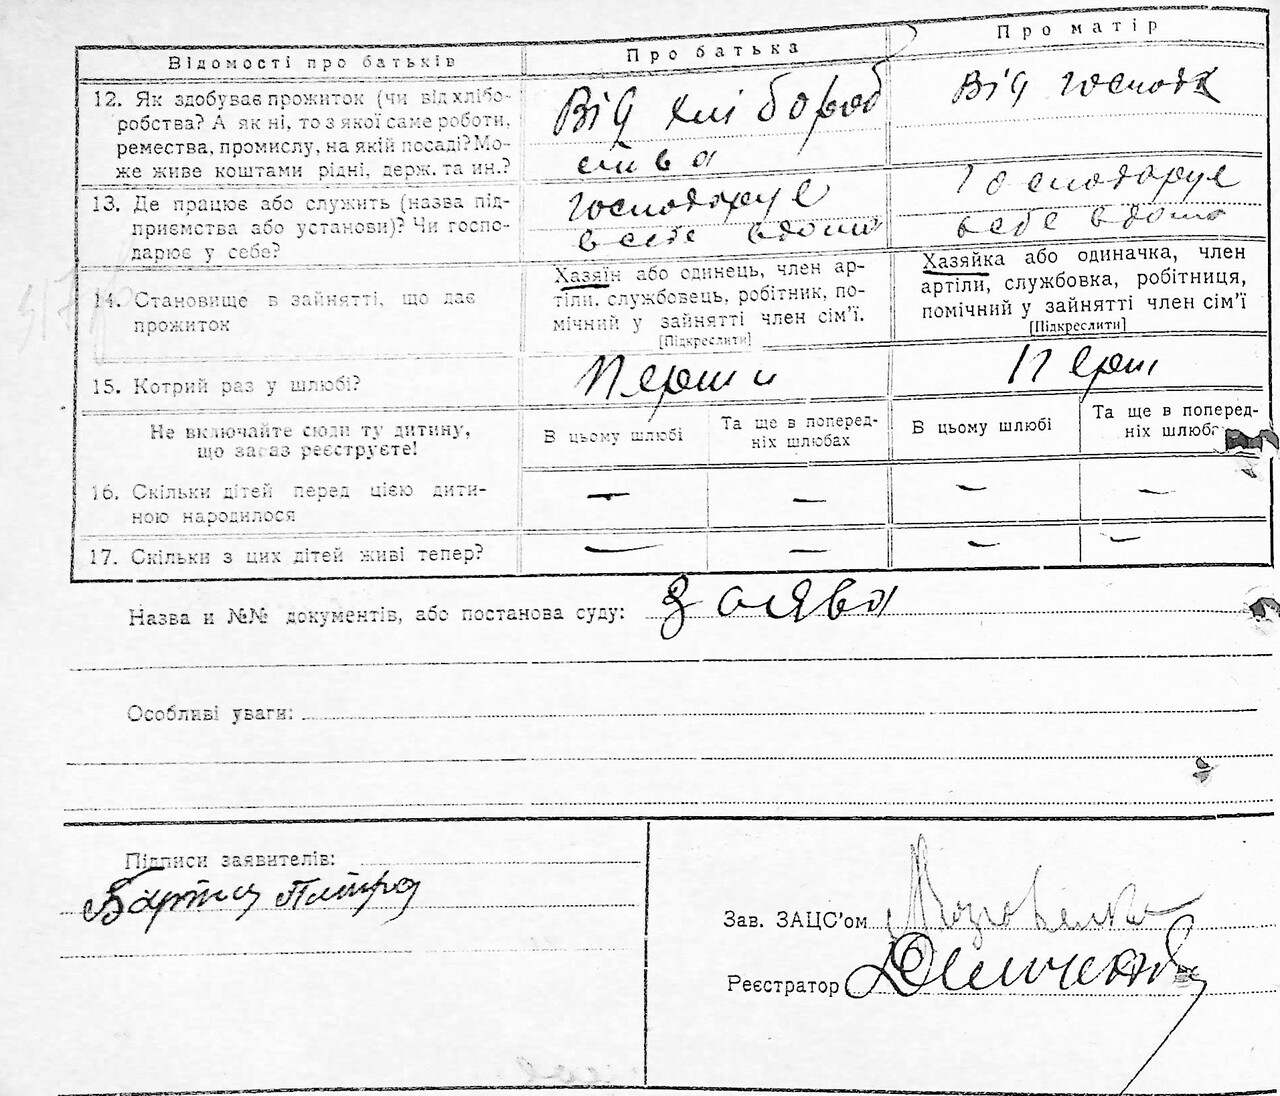 Відомості про батьків
Про батька
Про матір
12. Як здобуває прожиток (чи від хлібо-
робства? А як ні, то з якої саме роботи,
ремества, промислу, на якій посаді? Мо-
же живе коштами рідні, держ. та ин.?
Від хлібороб
ства
Від господ
13. Де працює або служить (назва під-
приємства або установи)? Чи госпо-
дарює у себе?
господарує
в себе вдома
Господарує
в себе вдома
14. Становище в зайнятті, що дає
прожиток
Хазяїн або одинець, член ар-
тіли, службовець, робітник, по-
мічний у зайнятті член сім'ї.
[Підкреслити]
Хазяйка або одиначка, член
артіли, службовка, робітниця,
помічний у зайнятті член сім'ї
[Підкреслити]
15. Котрий раз у шлюбі?
Перши
Перш
Не включайте сюди ту дитину,
що зараз реєструєте!
В цьому шлюбі
Та ще в поперед-
ніх шлюбах
В цьому шлюбі
Та ще в поперед-
ніх шлюбах
16. Скільки дітей перед цією дити-
ною народилося
— — — —
17. Скільки з цих дітей живі тепер?
— — — —
Назва и №№ документів, або постанова суду: Заява
Особливі уваги:
Підписи заявителів:
Зав. ЗАЦС'ом
Реєстратор